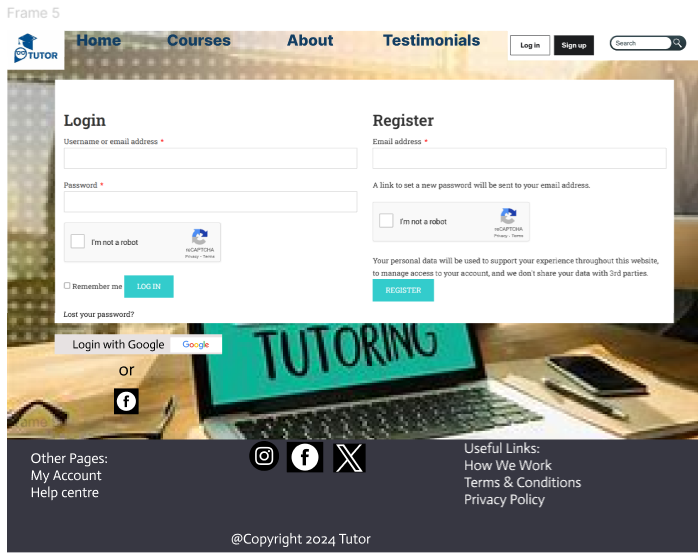 Frame 5
TUTOR
Home Courses About Testimonials Log in Sign up Search
Login
Username or email address *
Password *
I'm not a robot
reCAPTCHA
Privacy - Terms
Remember me LOG IN
Lost your password?
Register
Email address *
A link to set a new password will be sent to your email address.
I'm not a robot
reCAPTCHA
Privacy - Terms
Your personal data will be used to support your experience throughout this website,
to manage access to your account, and we don't share your data with 3rd parties.
REGISTER
Login with Google Google
or
TUTORING
Other Pages:
My Account
Help centre
Useful Links:
How We Work
Terms & Conditions
Privacy Policy
@Copyright 2024 Tutor